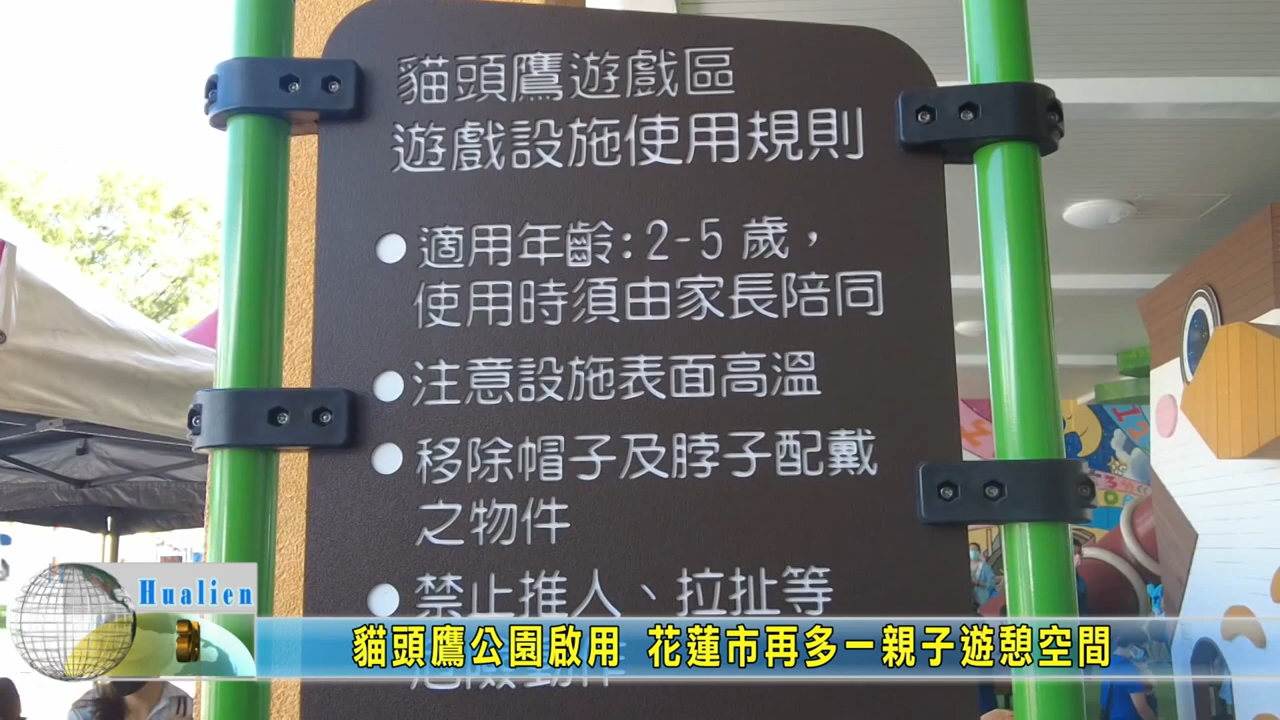 貓頭鷹遊戲區
遊戲設施使用規則
適用年齡:2-5 歲，
使用時須由家長陪同
注意設施表面高溫
移除帽子及脖子配戴
之物件
禁止推人、拉扯等
Hualien
貓頭鷹公園啟用 花蓮市再多一親子遊憩空間